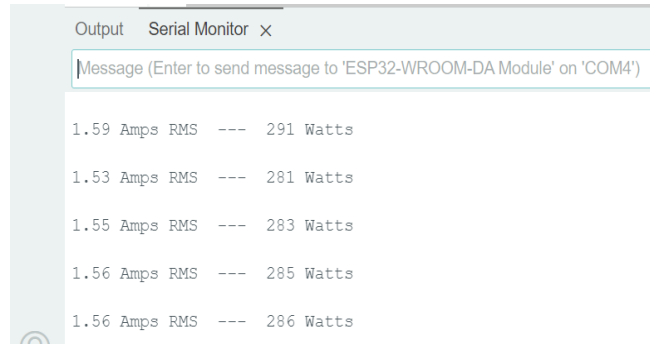 Output Serial Monitor ×
Message (Enter to send message to 'ESP32-WROOM-DA Module' on 'COM4')
1.59 Amps RMS --- 291 Watts
1.53 Amps RMS --- 281 Watts
1.55 Amps RMS --- 283 Watts
1.56 Amps RMS --- 285 Watts
1.56 Amps RMS --- 286 Watts